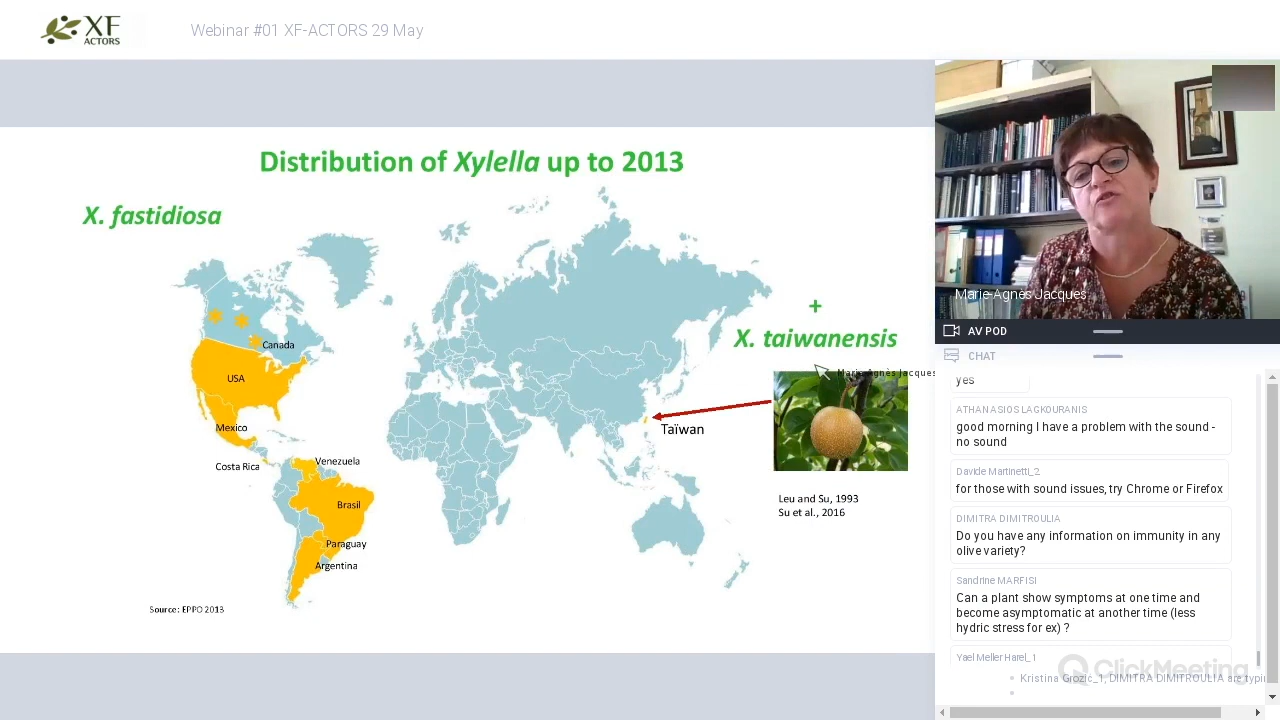 XF
ACTORS
Webinar #01 XF-ACTORS 29 May
Distribution of Xylella up to 2013
X. fastidiosa
+
X. taiwanensis
Marie-Agnès Jacques
Canada
USA
Mexico
Costa Rica
Venezuela
Brasil
Paraguay
Argentina
Taïwan
Leu and Su, 1993
Su et al., 2016
Source: EPPO 2013
Marie-Agnès Jacques
AV POD
CHAT
yes
ATHANASIOS LAGKOURANIS
good morning I have a problem with the sound -
no sound
Davide Martinetti_2
for those with sound issues, try Chrome or Firefox
DIMITRA DIMITROULIA
Do you have any information on immunity in any
olive variety?
Sandrine MARFISI
Can a plant show symptoms at one time and
become asymptomatic at another time (less
hydric stress for ex) ?
Yael Meller Harel_1
ClickMeeting
Kristina Grozic_1, DIMITRA DIMITROULIA are typi